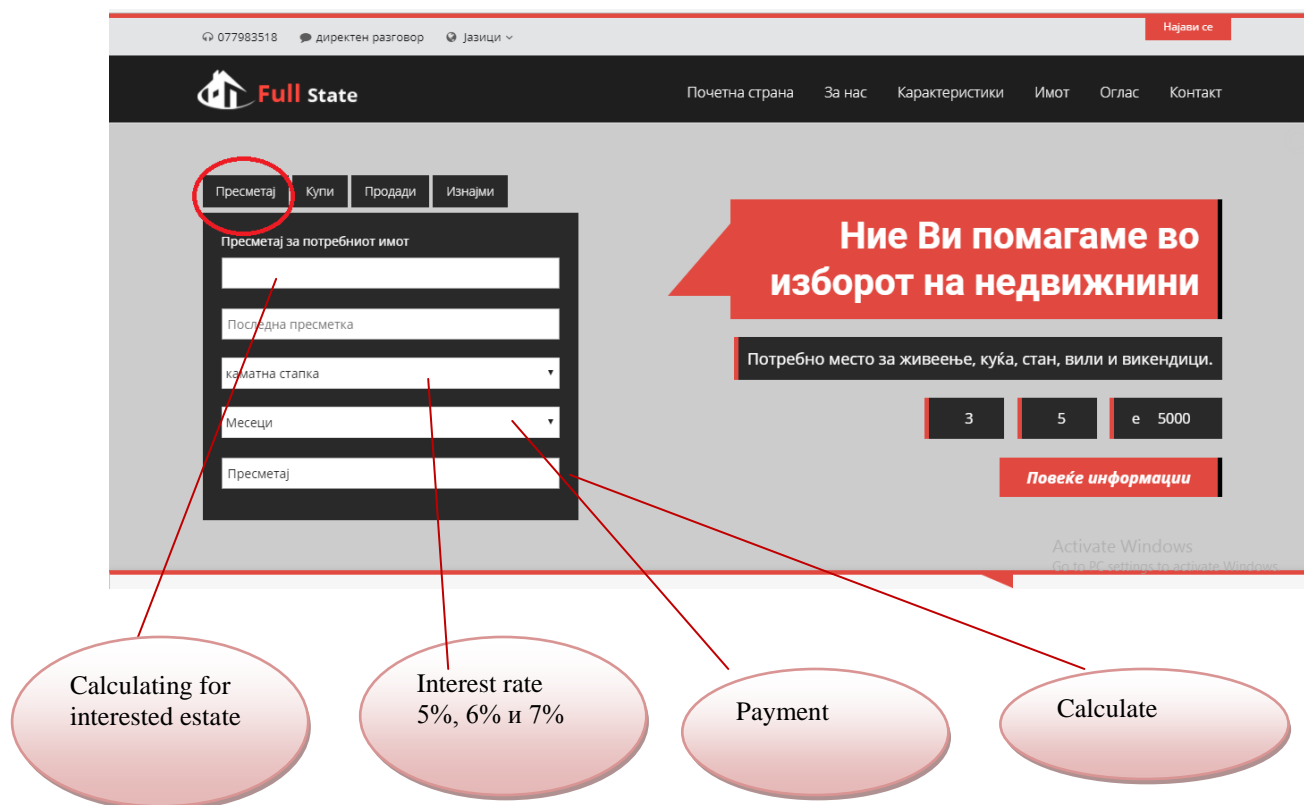 077983518 директен разговор Јазици
Најави се
Full State
Почетна страна За нас Карактеристики Имот Оглас Контакт
Пресметај Купи Продади Изнајми
Пресметај за потребниот имот
Последна пресметка
каматна стапка
Месеци
Пресметај
Ние Ви помагаме во
изборот на недвижнини
Потребно место за живеење, куќа, стан, вили и викендици.
3 5 е 5000
Повеќе информации
Activate Windows
Go to PC settings to activate Windows.
Calculating for
interested estate
Interest rate
5%, 6% и 7%
Payment
Calculate